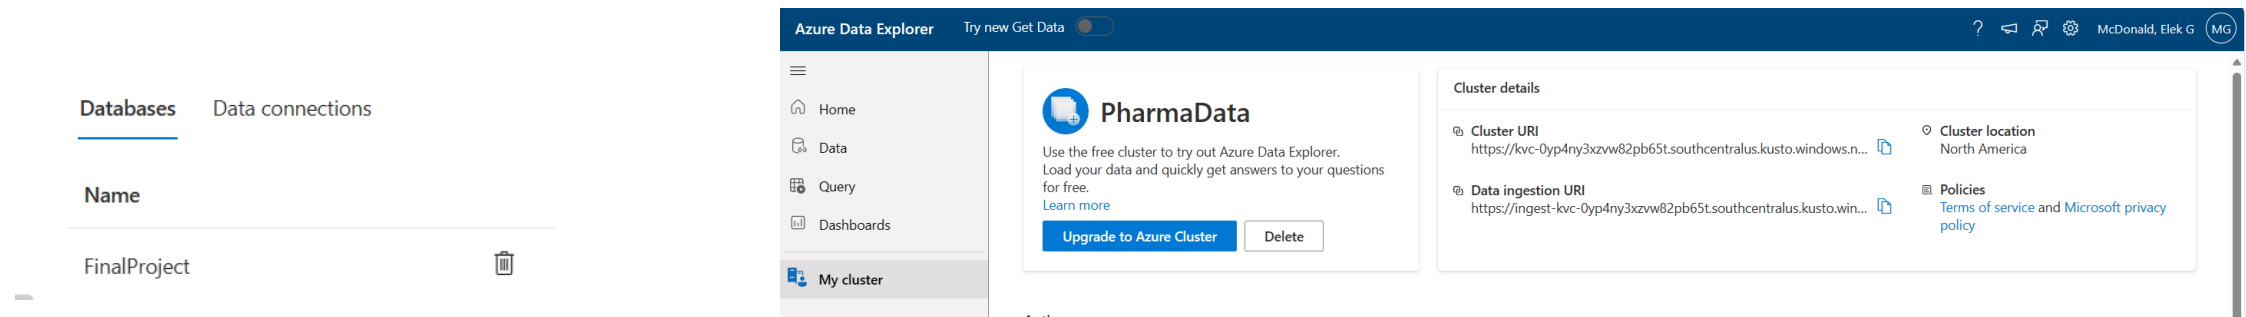 Databases Data connections
Name
FinalProject
Azure Data Explorer Try new Get Data
McDonald, Elek G MG
Home
Data
Query
Dashboards
My cluster
PharmaData
Use the free cluster to try out Azure Data Explorer.
Load your data and quickly get answers to your questions
for free.
Learn more
Upgrade to Azure Cluster Delete
Cluster details
Cluster URI
https://kvc-0yp4ny3xzvw82pb65t.southcentralus.kusto.windows.n...
Data ingestion URI
https://ingest-kvc-0yp4ny3xzvw82pb65t.southcentralus.kusto.win...
Cluster location
North America
Policies
Terms of service and Microsoft privacy
policy